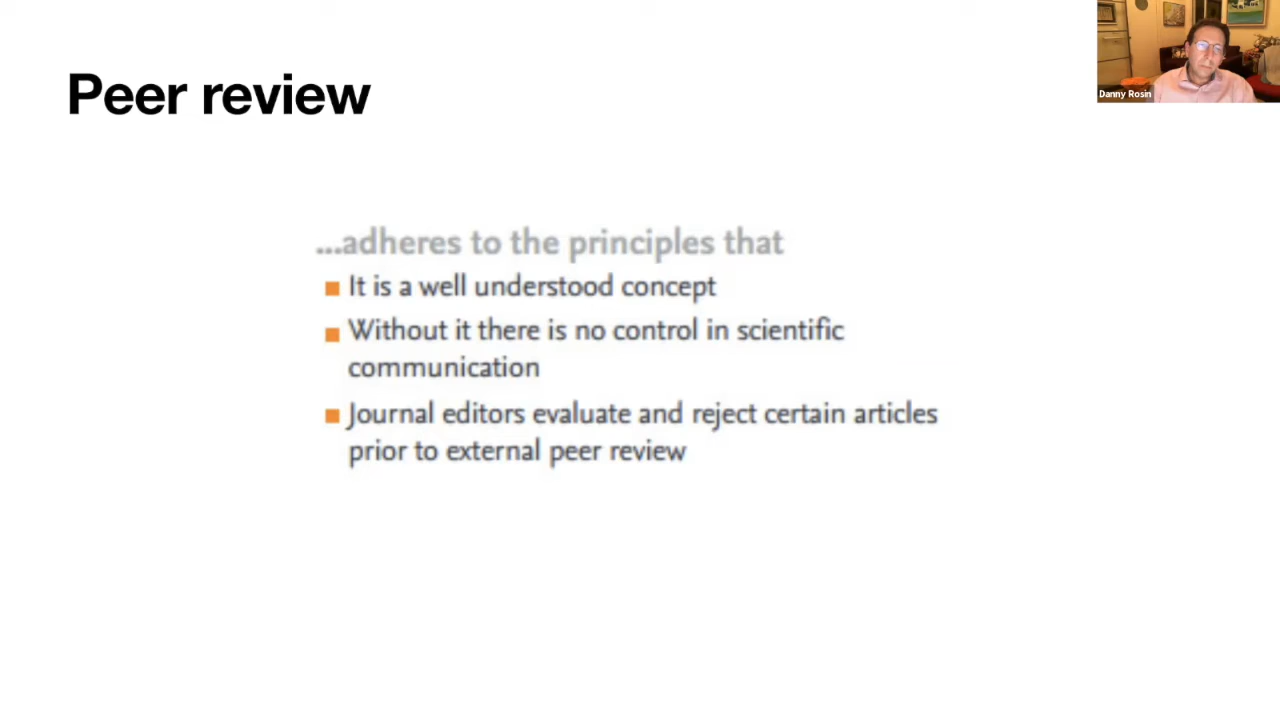 Peer review
Danny Rosin
...adheres to the principles that
It is a well understood concept
Without it there is no control in scientific
communication
Journal editors evaluate and reject certain articles
prior to external peer review